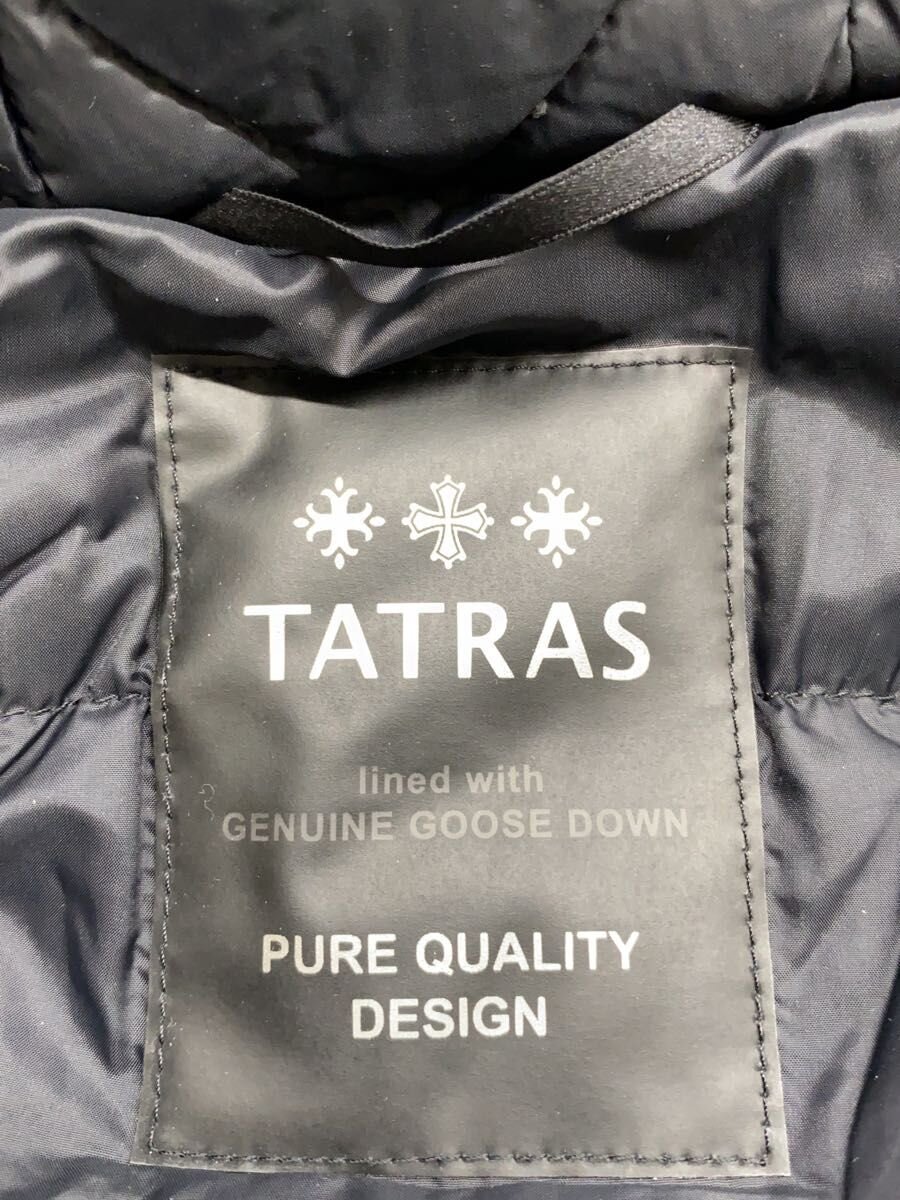 TATRAS
lined with
GENUINE GOOSE DOWN
PURE QUALITY
DESIGN